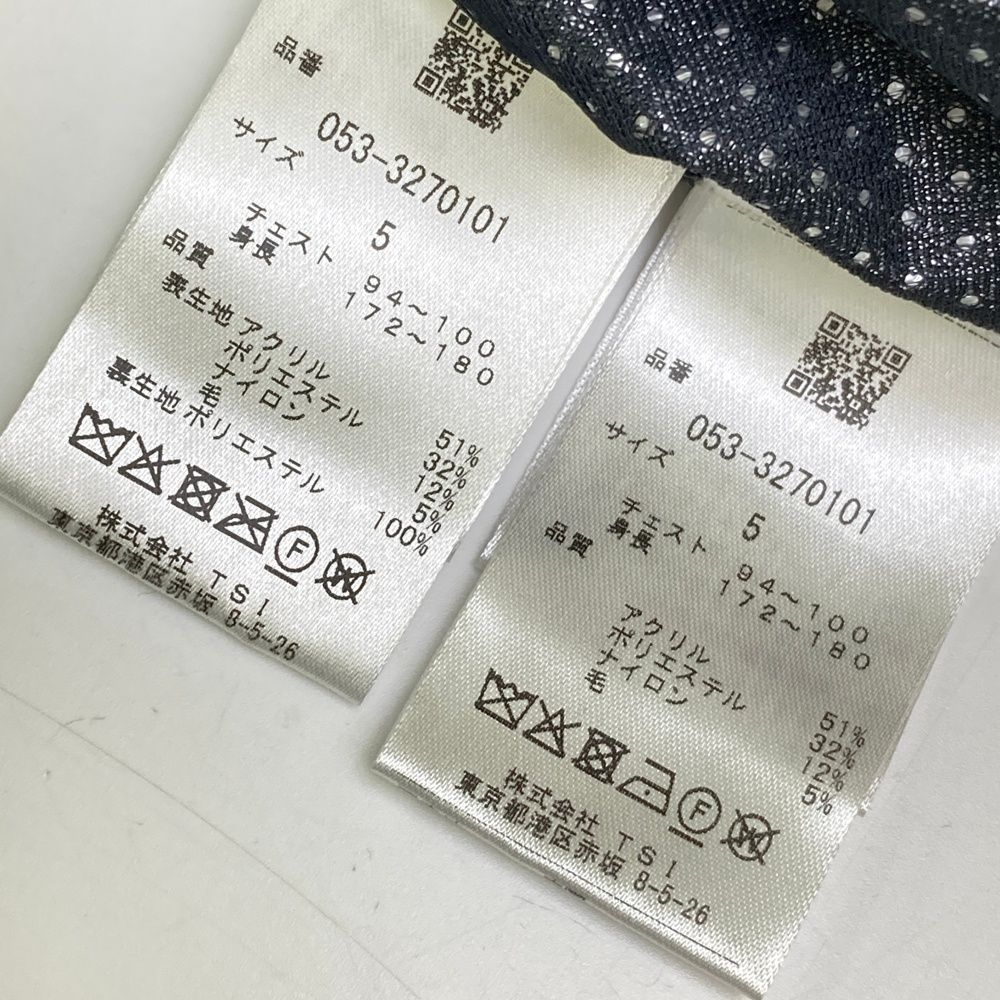 品番
053-3270101
サイズ
5
チェスト 94～100
身長 172～180
品質
表生地 アクリル 51%
ポリエステル 32%
ナイロン 12%
毛 5%
裏生地 ポリエステル 100%
F
W
株式会社 TSI
東京都港区赤坂 8-5-26
品番
053-3270101
サイズ
5
チェスト 94～100
身長 172～180
品質
アクリル 51%
ポリエステル 32%
ナイロン 12%
毛 5%
F
W
株式会社 TSI
東京都港区赤坂 8-5-26